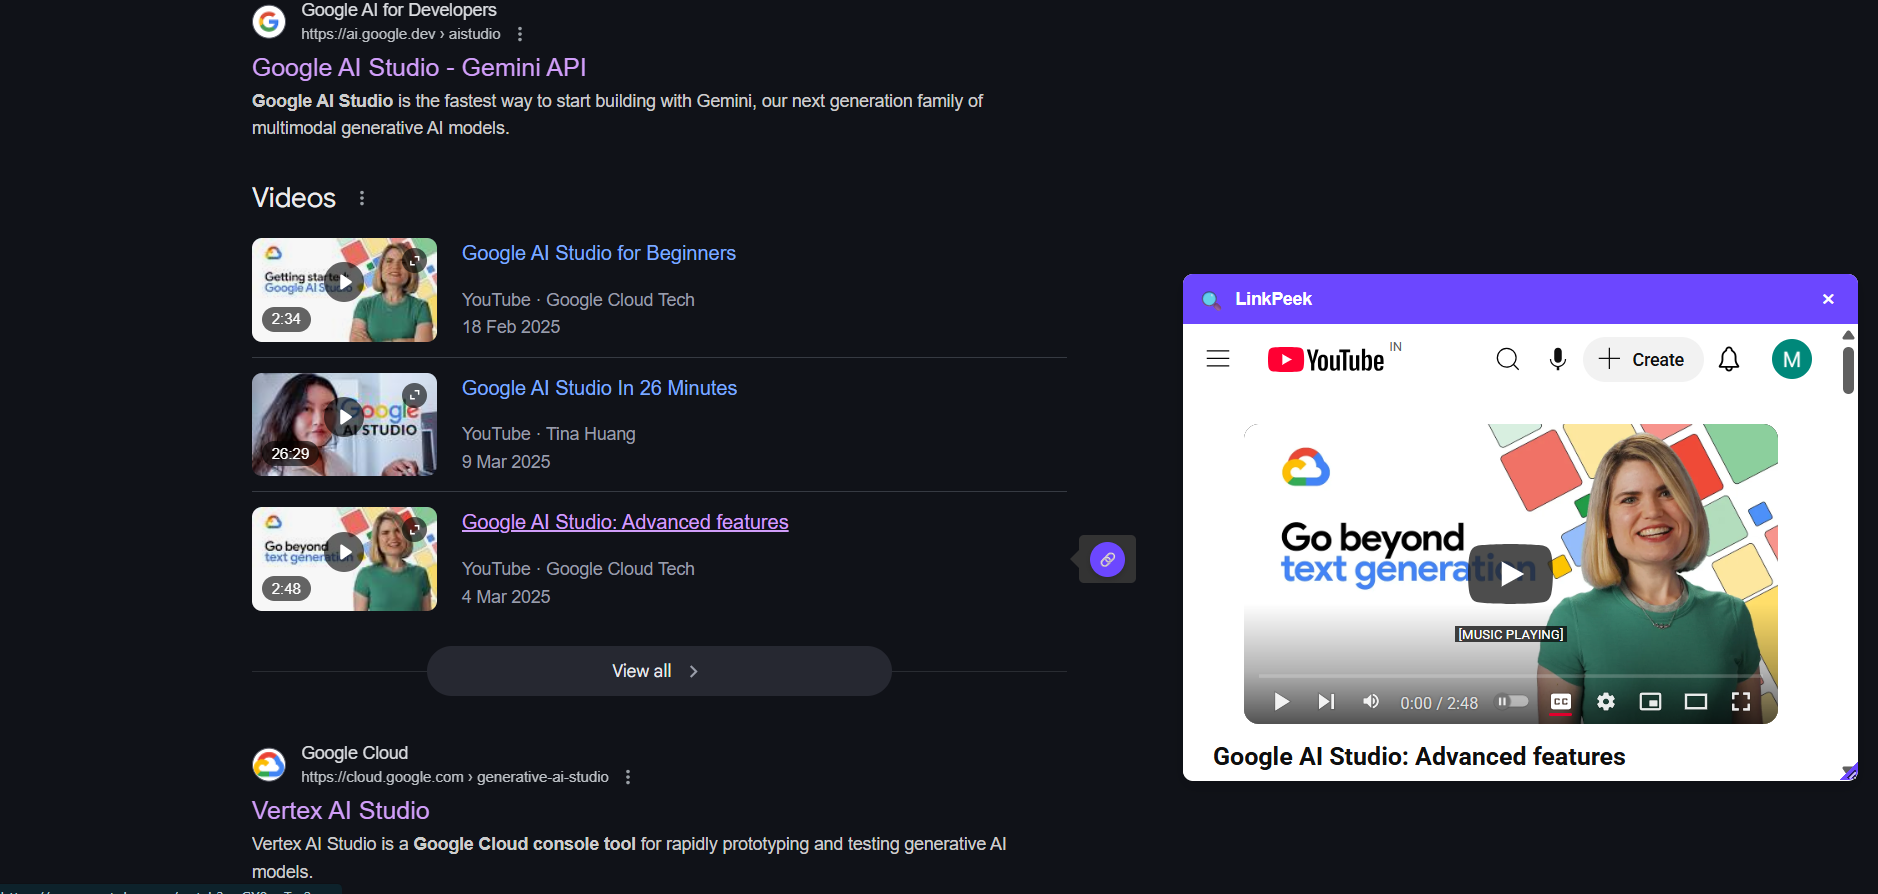 Google AI for Developers
https://ai.google.dev › aistudio
Google AI Studio - Gemini API
Google AI Studio is the fastest way to start building with Gemini, our next generation family of
multimodal generative AI models.
Videos
Getting started
Google AI Studio
2:34
Google AI Studio for Beginners
YouTube · Google Cloud Tech
18 Feb 2025
Google
AI STUDIO
26:29
Google AI Studio In 26 Minutes
YouTube · Tina Huang
9 Mar 2025
Go beyond
text generation
2:48
Google AI Studio: Advanced features
YouTube · Google Cloud Tech
4 Mar 2025
View all
Google Cloud
https://cloud.google.com › generative-ai-studio
Vertex AI Studio
Vertex AI Studio is a Google Cloud console tool for rapidly prototyping and testing generative AI
models.
LinkPeek
YouTube IN
Create
M
Go beyond
text generation
[MUSIC PLAYING]
0:00 / 2:48
CC
Google AI Studio: Advanced features